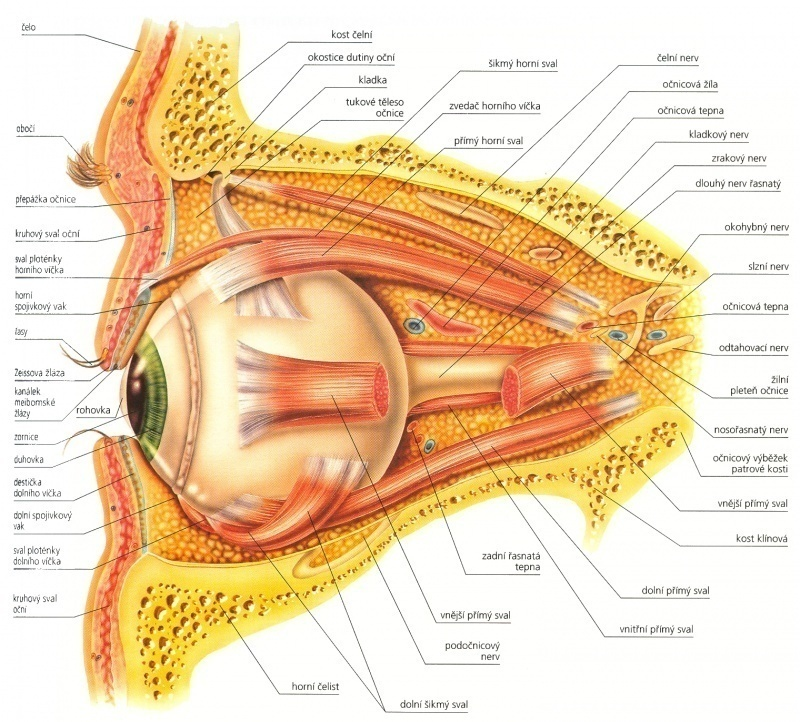 čelo
obočí
přepážka očnice
kruhový sval oční
sval ploténky
horního víčka
horní
spojivkový vak
řasy
Zeissova žláza
kanálek
meibomské
žlázy
rohovka
zornice
duhovka
destička
dolního víčka
dolní spojivkový
vak
sval ploténky
dolního víčka
kruhový sval
oční
kost čelní
okostice dutiny oční
kladka
tukové těleso
očnice
šikmý horní sval
zvedač horního víčka
přímý horní sval
čelní nerv
očnicová žíla
očnicová tepna
kladkový nerv
zrakový nerv
dlouhý nerv řasnatý
okohybný nerv
slzní nerv
očnicová tepna
odtahovací nerv
žilní
pleteň očnice
nosořasnatý nerv
očnicový výběžek
patrové kosti
vnější přímý sval
kost klínová
zadní řasnatá
tepna
dolní přímý sval
vnější přímý sval
vnitřní přímý sval
podočnicový
nerv
horní čelist
dolní šikmý sval